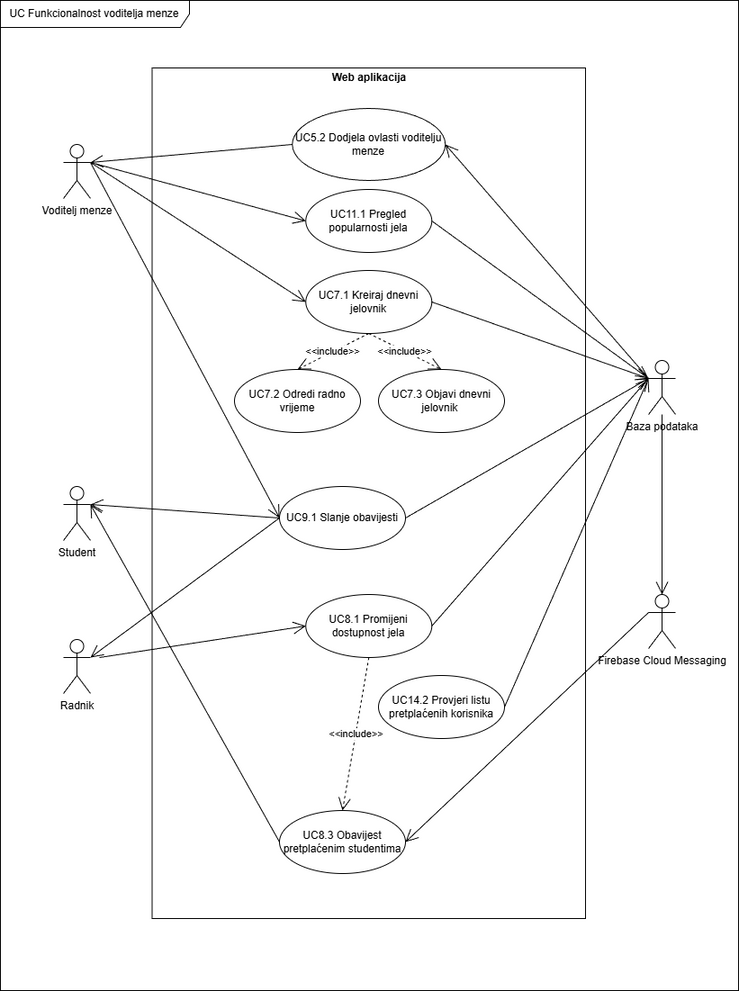 UC Funkcionalnost voditelja menze
Web aplikacija
UC5.2 Dodjela ovlasti voditelju
menze
Voditelj menze
UC11.1 Pregled
popularnosti jela
UC7.1 Kreiraj dnevni
jelovnik
<<include>>
<<include>>
UC7.2 Odredi radno
vrijeme
UC7.3 Objavi dnevni
jelovnik
Baza podataka
UC9.1 Slanje obavijesti
Student
UC8.1 Promijeni
dostupnost jela
Firebase Cloud Messaging
Radnik
UC14.2 Provjeri listu
pretplaćenih korisnika
<<include>>
UC8.3 Obavijest
pretplaćenim studentima